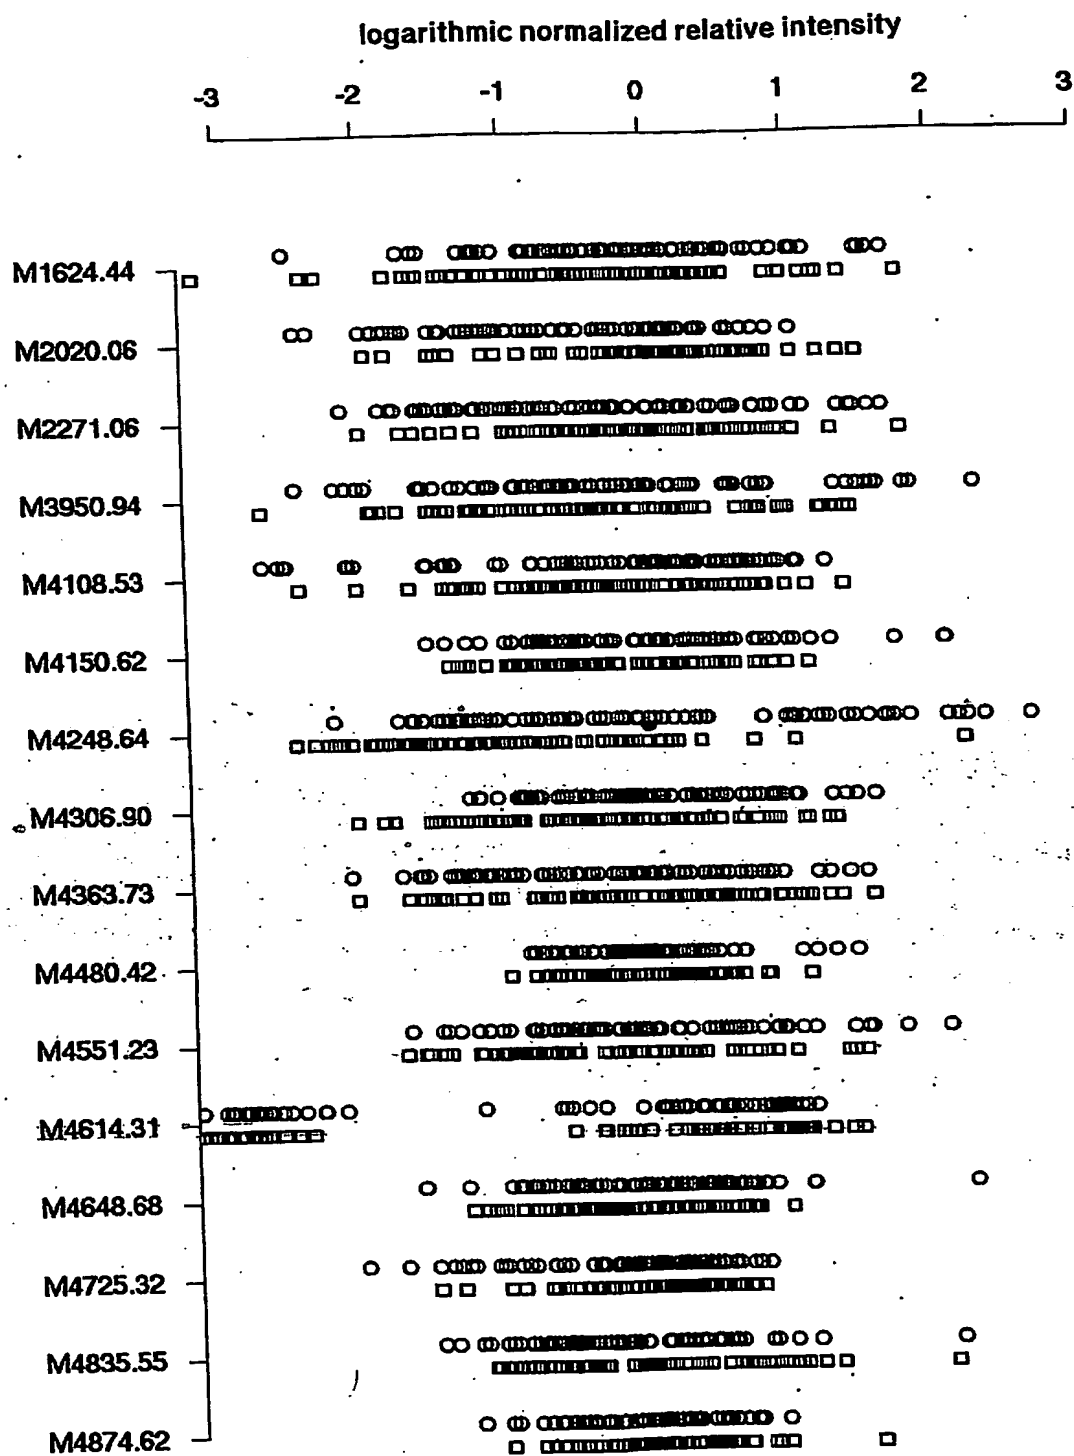 logarithmic normalized relative intensity
-3 -2 -1 0 1 2 3
M1624.44
M2020.06
M2271.06
M3950.94
M4108.53
M4150.62
M4248.64
M4306.90
M4363.73
M4480.42
M4551.23
M4614.31
M4648.68
M4725.32
M4835.55
M4874.62